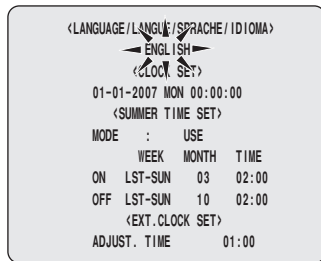 <LANGUAGE/LANGUE/SPRACHE/IDIOMA>
ENGLISH
<CLOCK SET>
01-01-2007 MON 00:00:00
<SUMMER TIME SET>
MODE : USE
WEEK MONTH TIME
ON LST-SUN 03 02:00
OFF LST-SUN 10 02:00
<EXT.CLOCK SET>
ADJUST. TIME 01:00